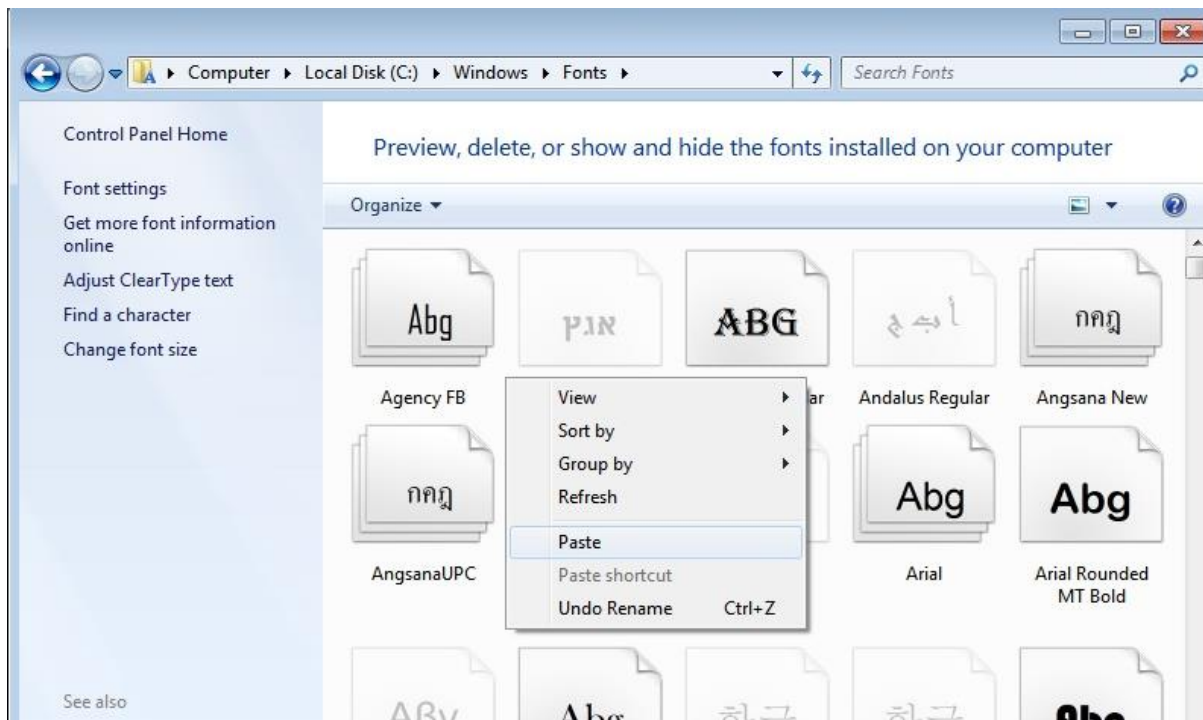 Computer Local Disk (C:) Windows Fonts
Search Fonts
Control Panel Home
Font settings
Get more font information
online
Adjust ClearType text
Find a character
Change font size
See also
Preview, delete, or show and hide the fonts installed on your computer
Organize
Abg
אנץ
ABG
أب ج
กคฎ
Agency FB
ar
Andalus Regular
Angsana New
กคฎ
Abg
Abg
AngsanaUPC
Arial
Arial Rounded
MT Bold
View
Sort by
Group by
Refresh
Paste
Paste shortcut
Undo Rename Ctrl+Z